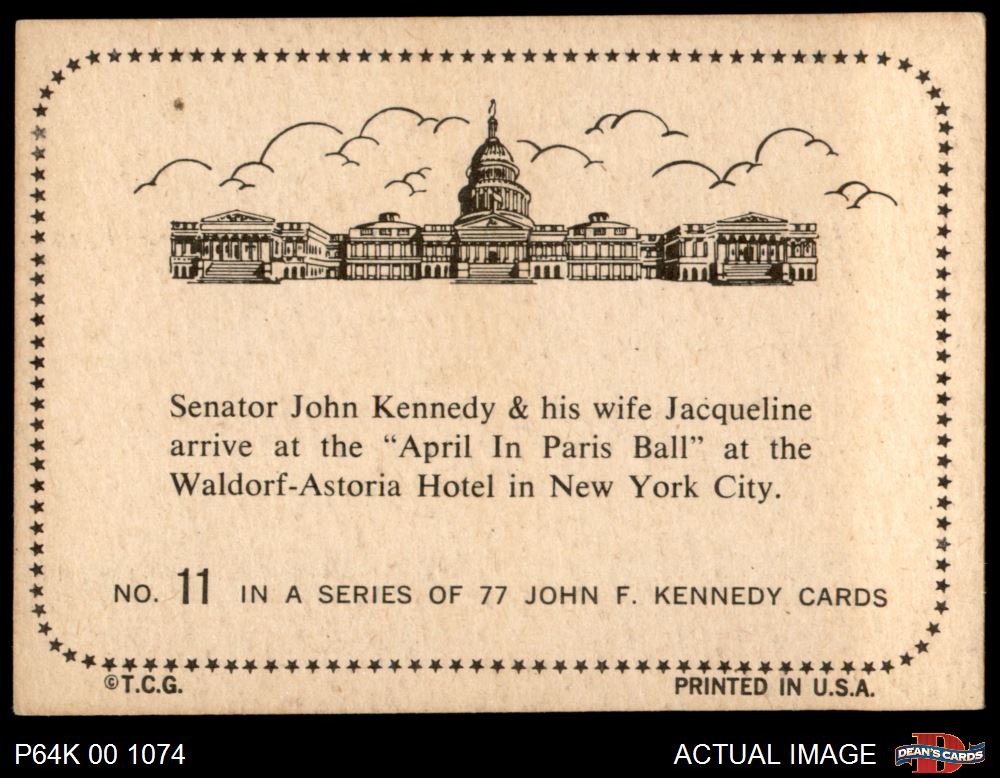 Senator John Kennedy & his wife Jacqueline
arrive at the “April In Paris Ball” at the
Waldorf-Astoria Hotel in New York City.
NO. 11 IN A SERIES OF 77 JOHN F. KENNEDY CARDS
©T.C.G.
PRINTED IN U.S.A.
P64K 00 1074
ACTUAL IMAGE
DEAN'S CARDS